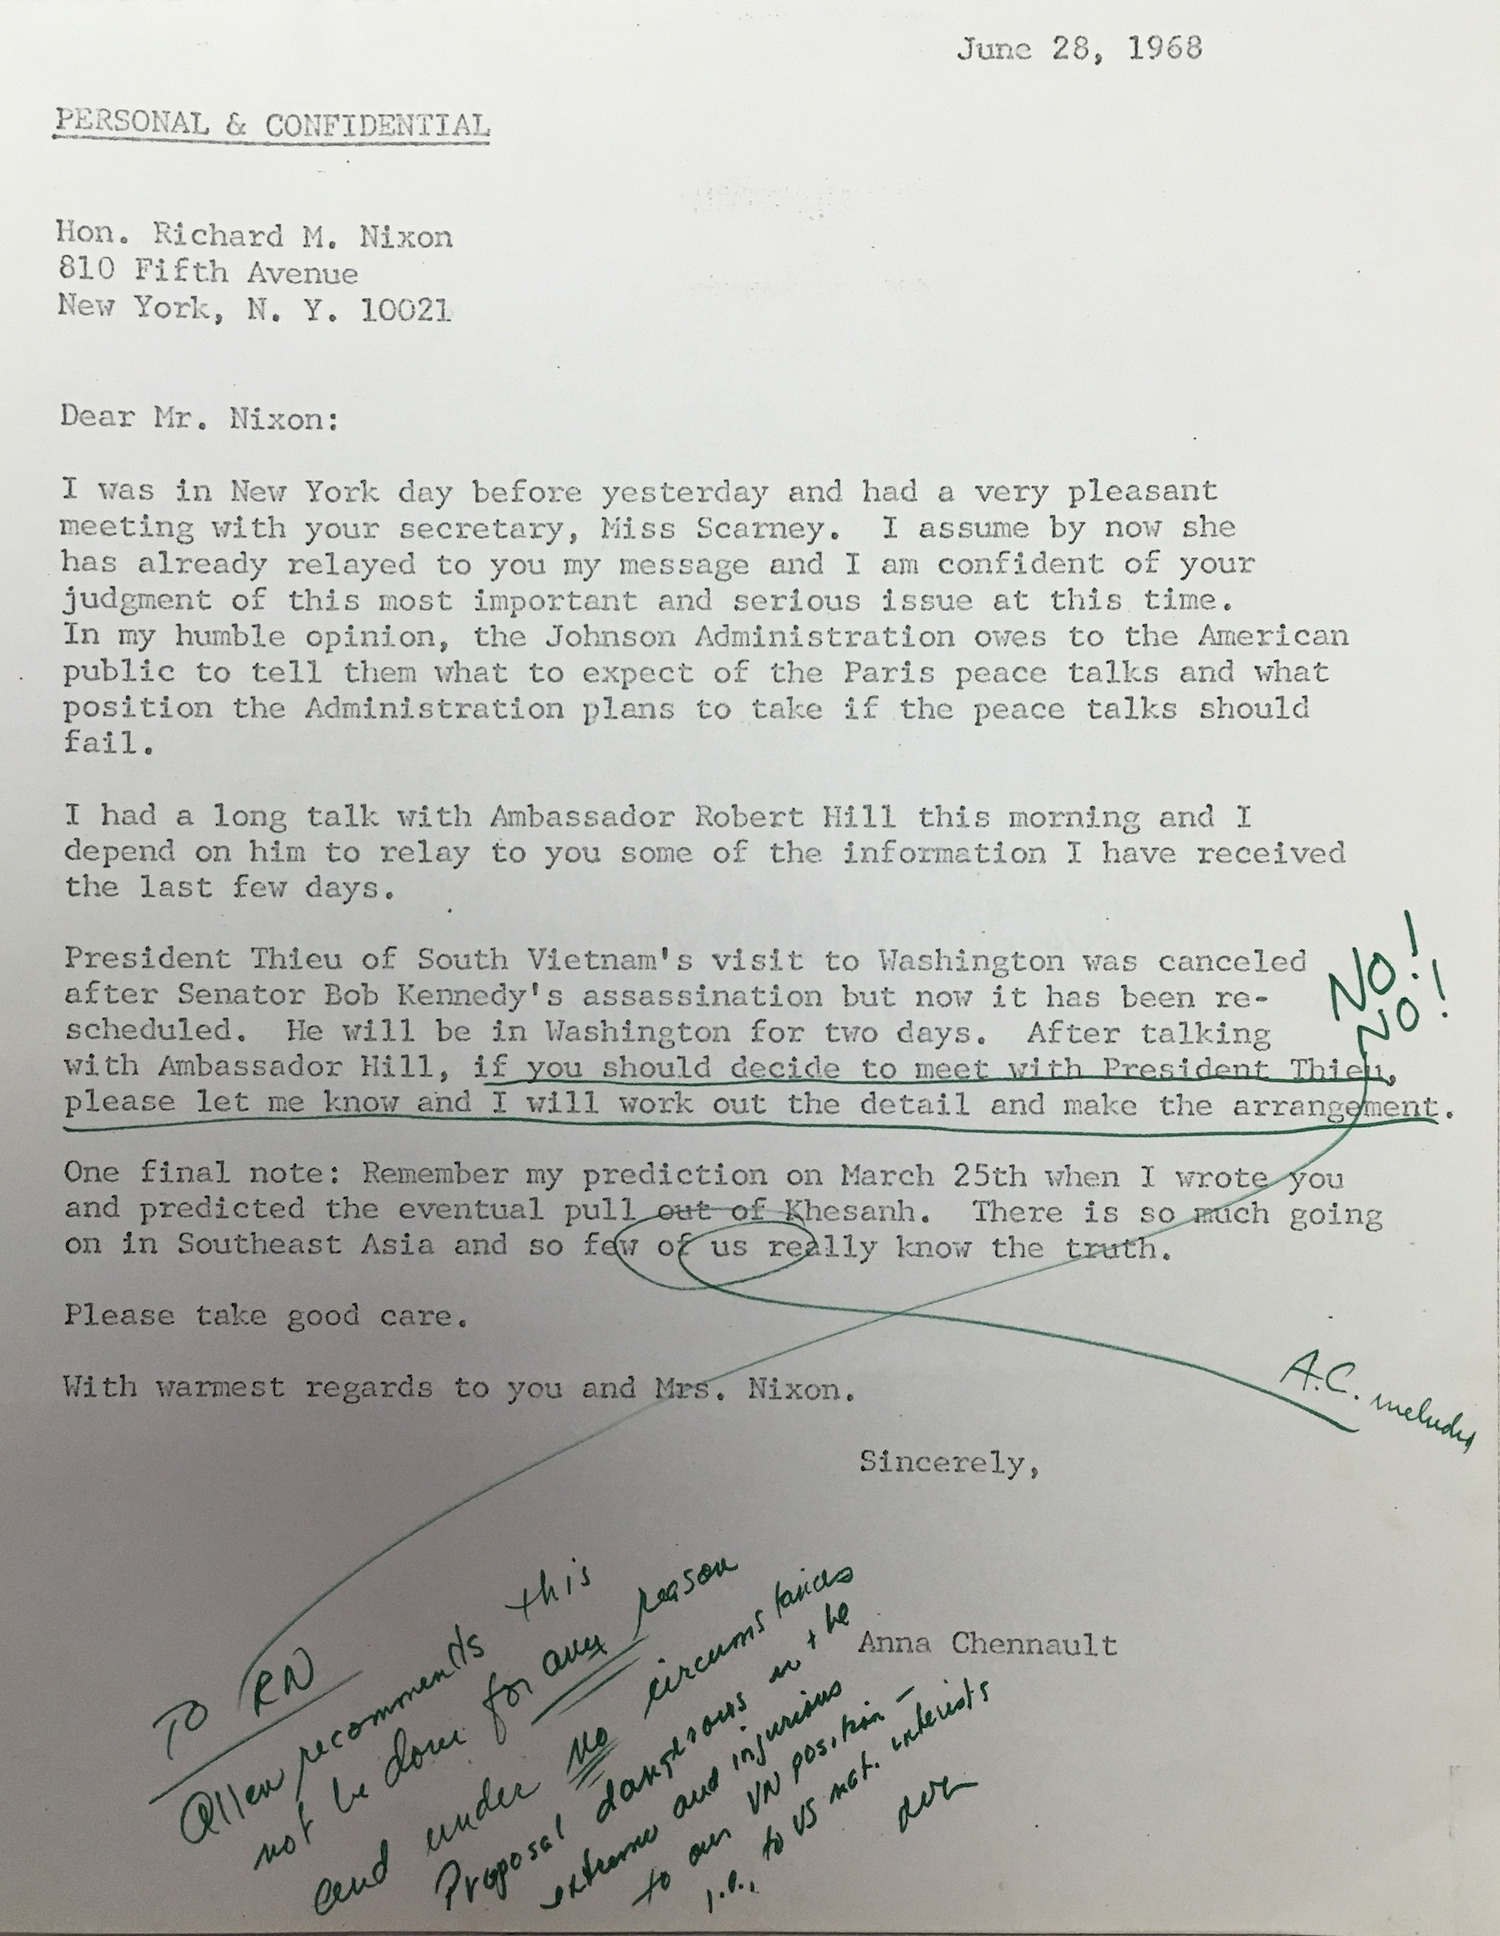 June 28, 1968
PERSONAL & CONFIDENTIAL
Hon. Richard M. Nixon
810 Fifth Avenue
New York, N. Y. 10021
Dear Mr. Nixon:
I was in New York day before yesterday and had a very pleasant
meeting with your secretary, Miss Scarney. I assume by now she
has already relayed to you my message and I am confident of your
judgment of this most important and serious issue at this time.
In my humble opinion, the Johnson Administration owes to the American
public to tell them what to expect of the Paris peace talks and what
position the Administration plans to take if the peace talks should
fail.
I had a long talk with Ambassador Robert Hill this morning and I
depend on him to relay to you some of the information I have received
the last few days.
President Thieu of South Vietnam's visit to Washington was canceled
after Senator Bob Kennedy's assassination but now it has been re-
scheduled. He will be in Washington for two days. After talking
with Ambassador Hill, if you should decide to meet with President Thieu,
please let me know and I will work out the detail and make the arrangement.
NO!
NO!
One final note: Remember my prediction on March 25th when I wrote you
and predicted the eventual pull out of Khesanh. There is so much going
on in Southeast Asia and so few of us really know the truth.
Please take good care.
With warmest regards to you and Mrs. Nixon.
A.C.
Sincerely,
Anna Chennault
To RN
Allen recommends this
not be done for any reason
and under no circumstances
Proposal dangerous in the
extreme and injurious
to our VN position –
i.e., to US nat. interests
over